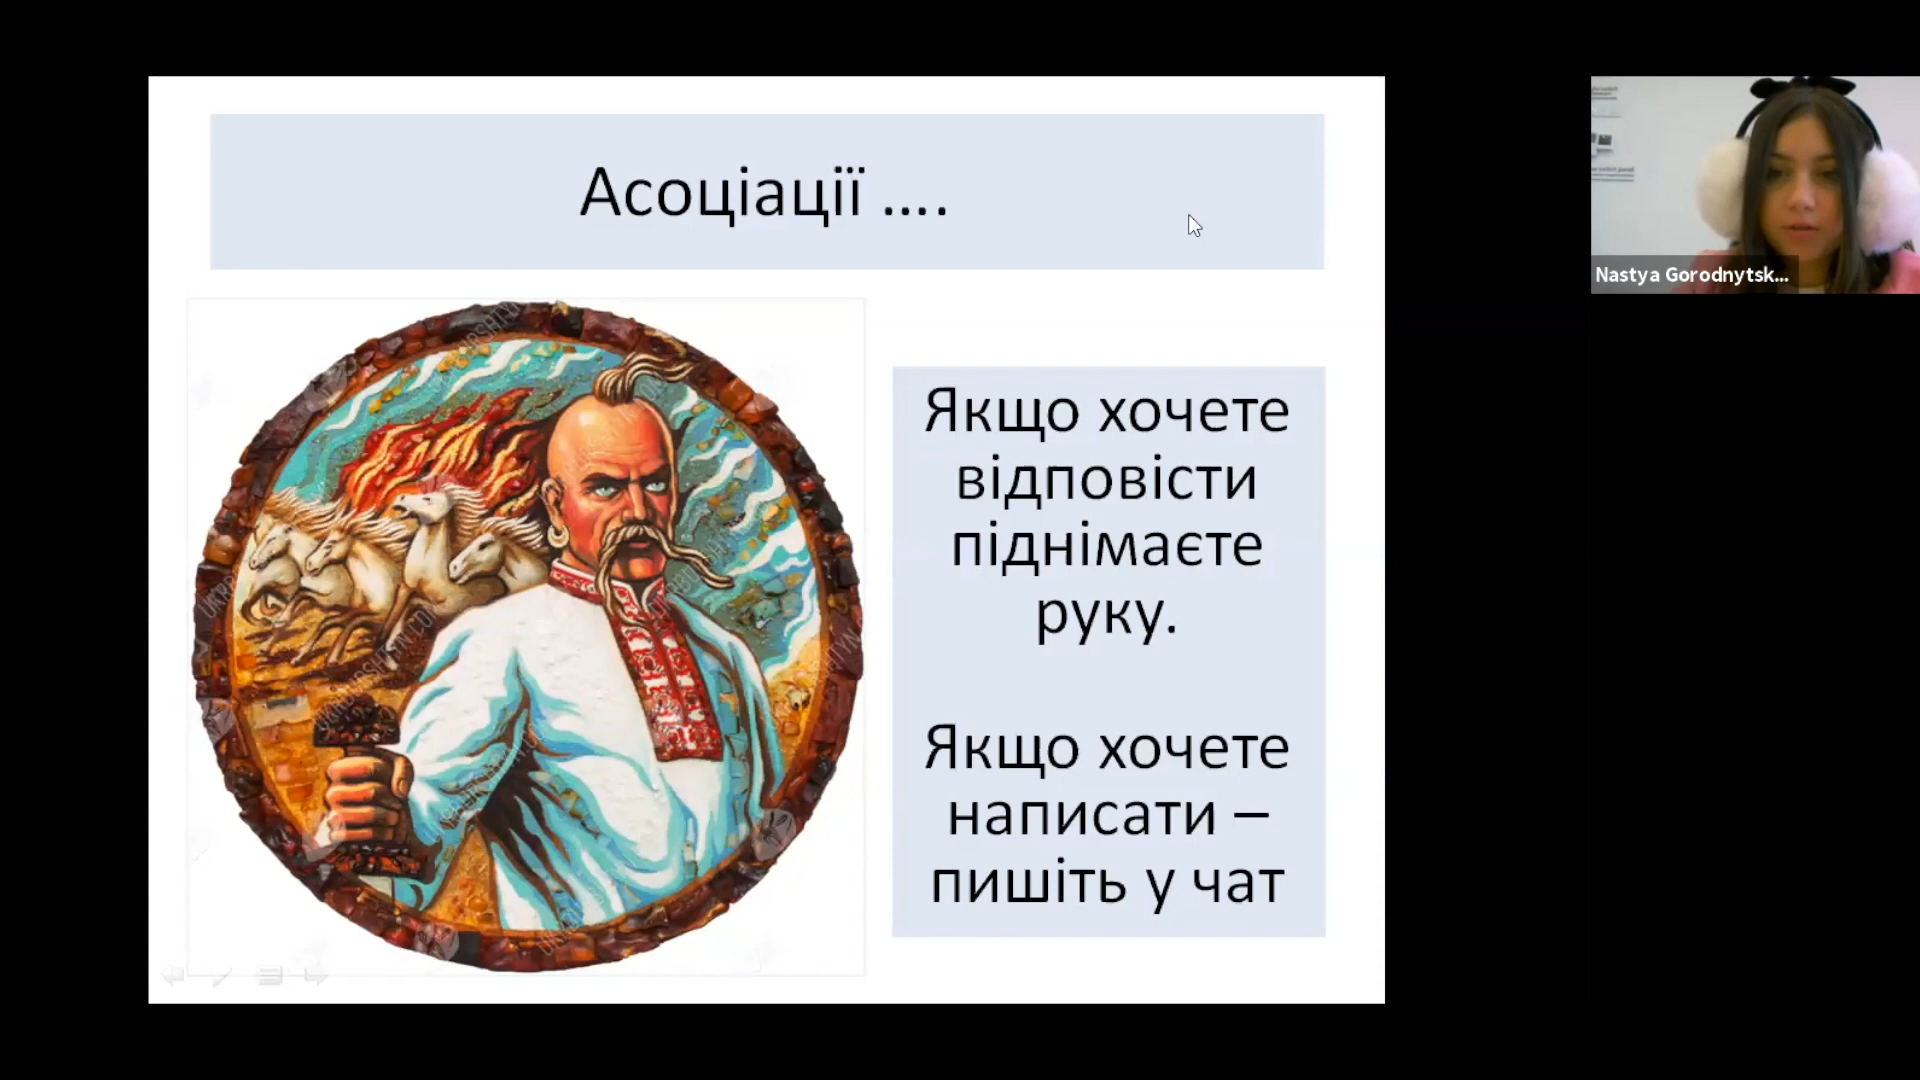 Асоціації ....
Якщо хочете
відповісти
піднімаєте
руку.
Якщо хочете
написати –
пишіть у чат
Nastya Gorodnytsk...